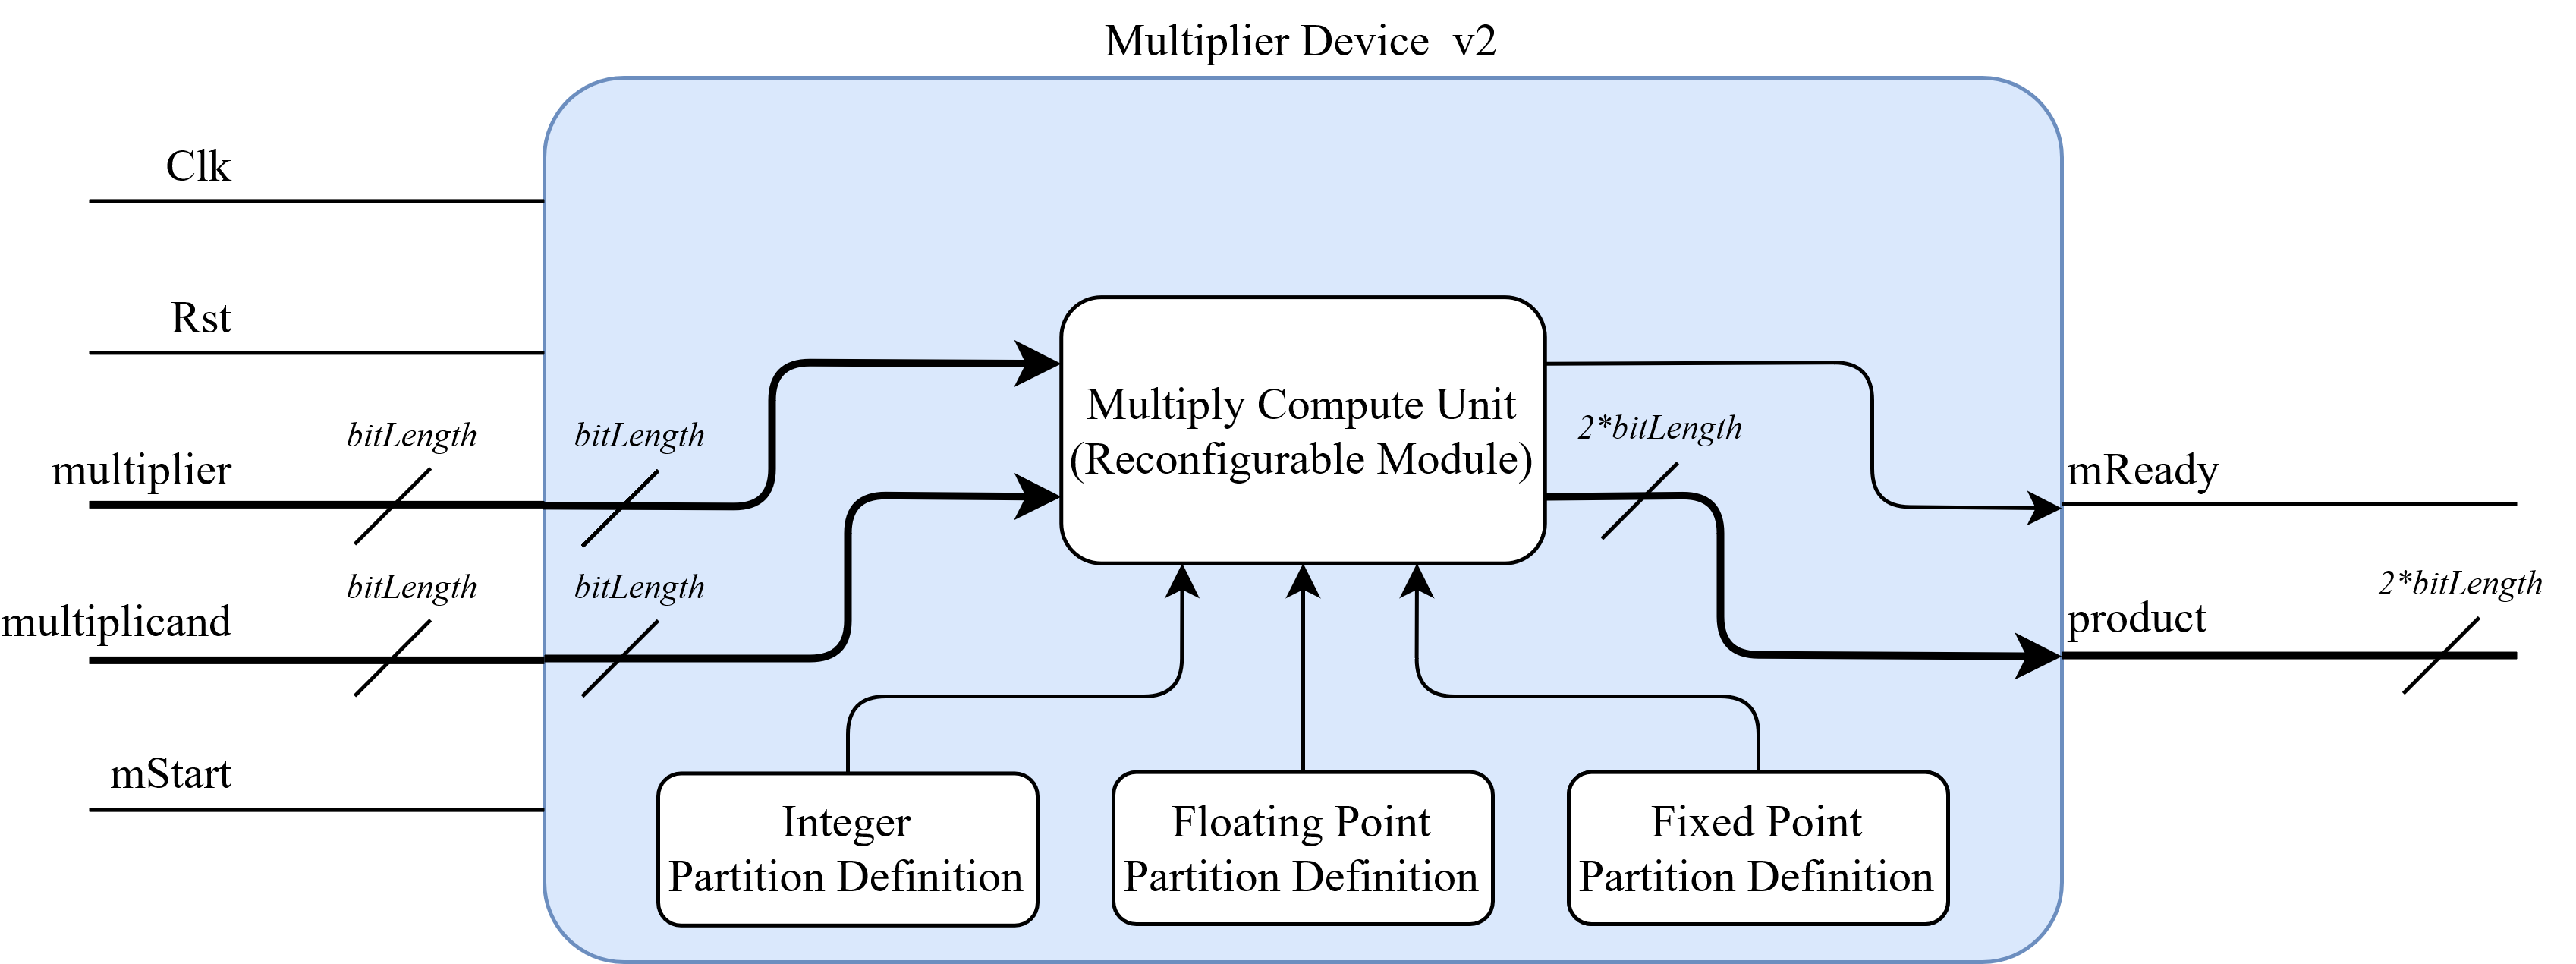 Multiplier Device  v2
Clk
Rst
bitLength
bitLength
multiplier
bitLength
bitLength
multiplicand
mStart
Multiply Compute Unit
(Reconfigurable Module)
2*bitLength
mReady
2*bitLength
product
Integer
Partition Definition
Floating Point
Partition Definition
Fixed Point
Partition Definition